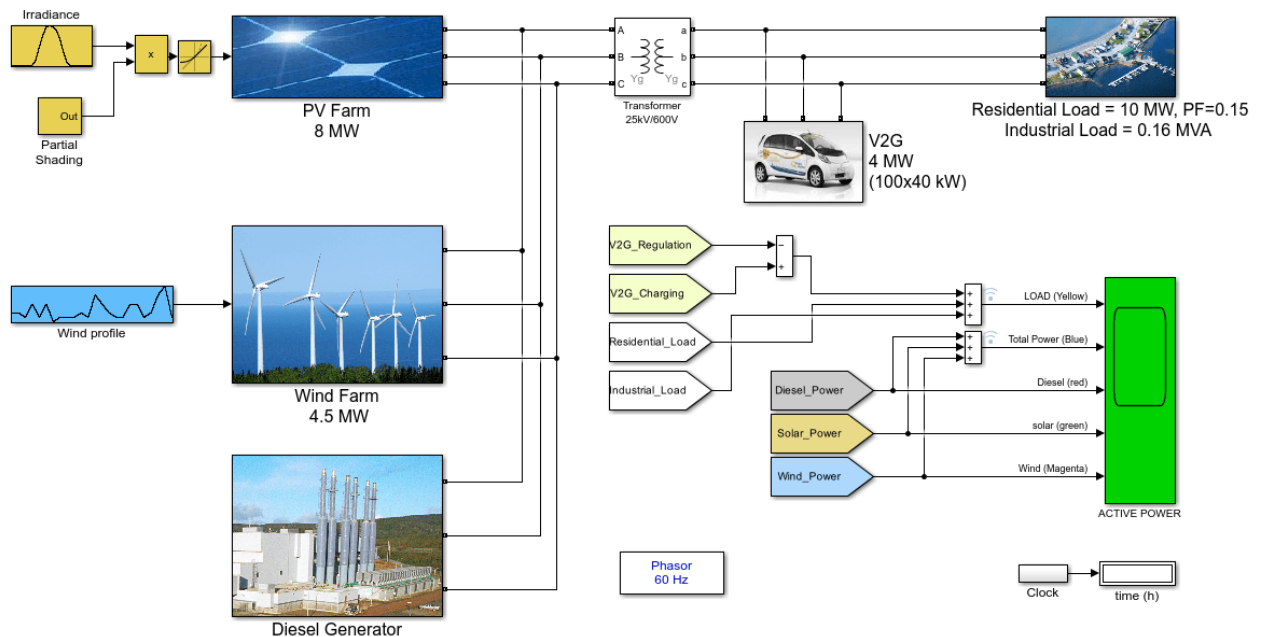 Irradiance
x
Out
Partial
Shading
PV Farm
8 MW
A
B
C
a
b
c
Yg
Yg
Transformer
25kV/600V
Residential Load = 10 MW, PF=0.15
Industrial Load = 0.16 MVA
V2G
4 MW
(100x40 kW)
Wind profile
Wind Farm
4.5 MW
V2G_Regulation
V2G_Charging
Residential_Load
Industrial_Load
−
+
+
+
+
+
+
+
LOAD (Yellow)
Total Power (Blue)
Diesel (red)
solar (green)
Wind (Magenta)
Diesel_Power
Solar_Power
Wind_Power
ACTIVE POWER
Diesel Generator
Phasor
60 Hz
Clock
time (h)